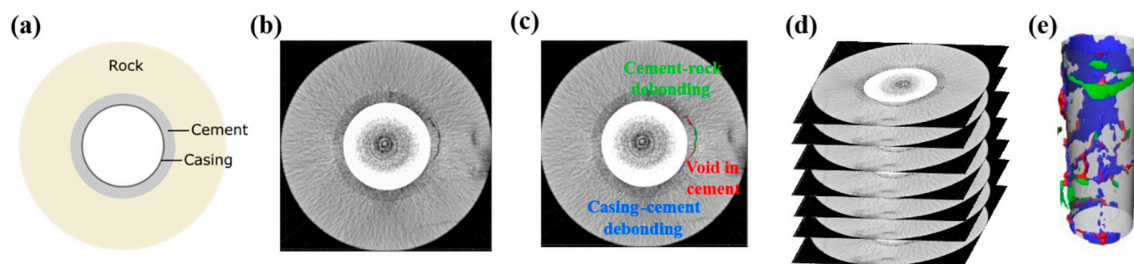 (a)
Rock
Cement
Casing
(b)
(c)
Cement-rock
debonding
Void in
cement
Casing-cement
debonding
(d)
(e)